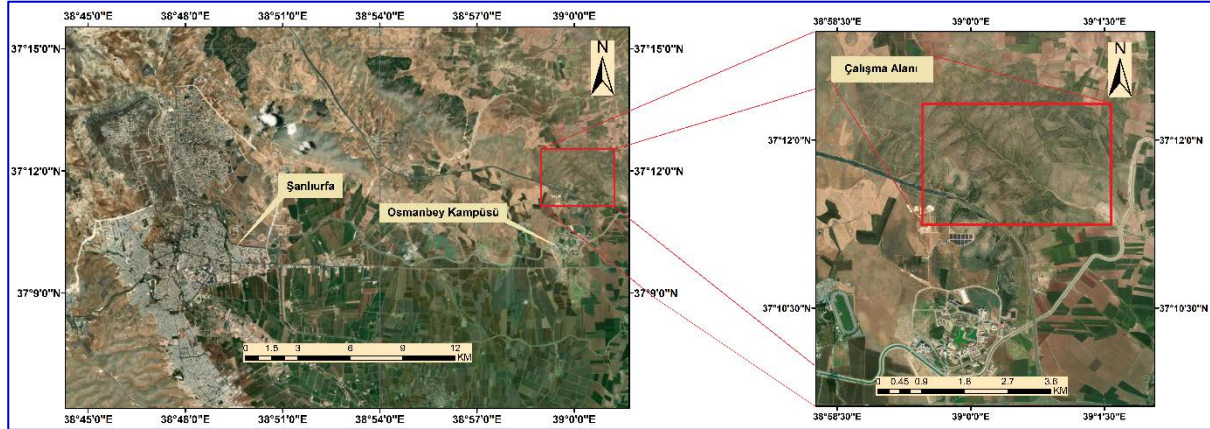 38°45'0"E 38°48'0"E 38°51'0"E 38°54'0"E 38°57'0"E 39°0'0"E
37°15'0"N
37°12'0"N
37°9'0"N
N
Şanlıurfa
Osmanbey Kampüsü
0 1.5 3 6 9 12
KM
37°15'0"N
37°12'0"N
37°9'0"N
38°45'0"E 38°48'0"E 38°51'0"E 38°54'0"E 38°57'0"E 39°0'0"E
38°58'30"E 39°0'0"E 39°1'30"E
37°12'0"N
37°10'30"N
N
Çalışma Alanı
0 0.45 0.9 1.8 2.7 3.6
KM
37°12'0"N
37°10'30"N
38°58'30"E 39°0'0"E 39°1'30"E